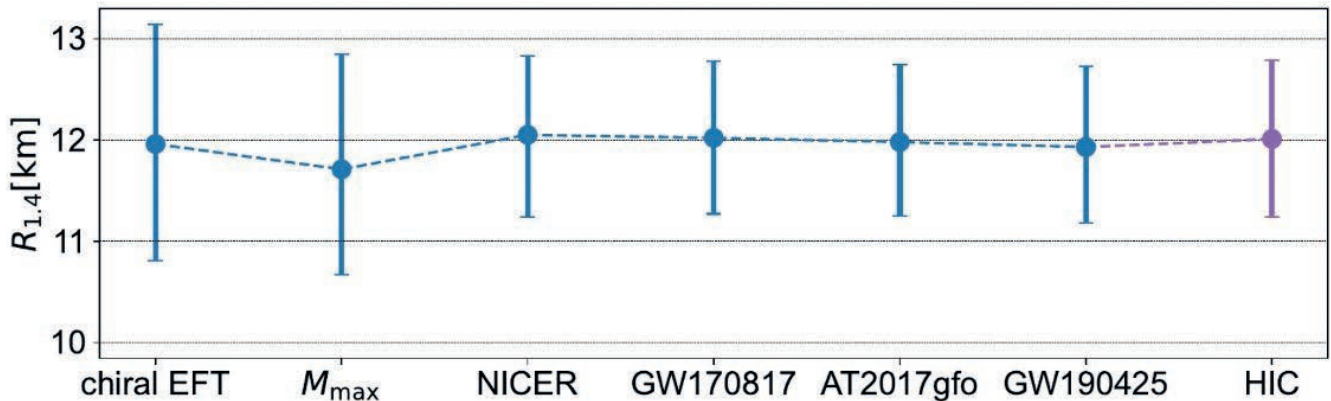 13
12
11
10
R1.4[km]
chiral EFT Mmax NICER GW170817 AT2017gfo GW190425 HIC